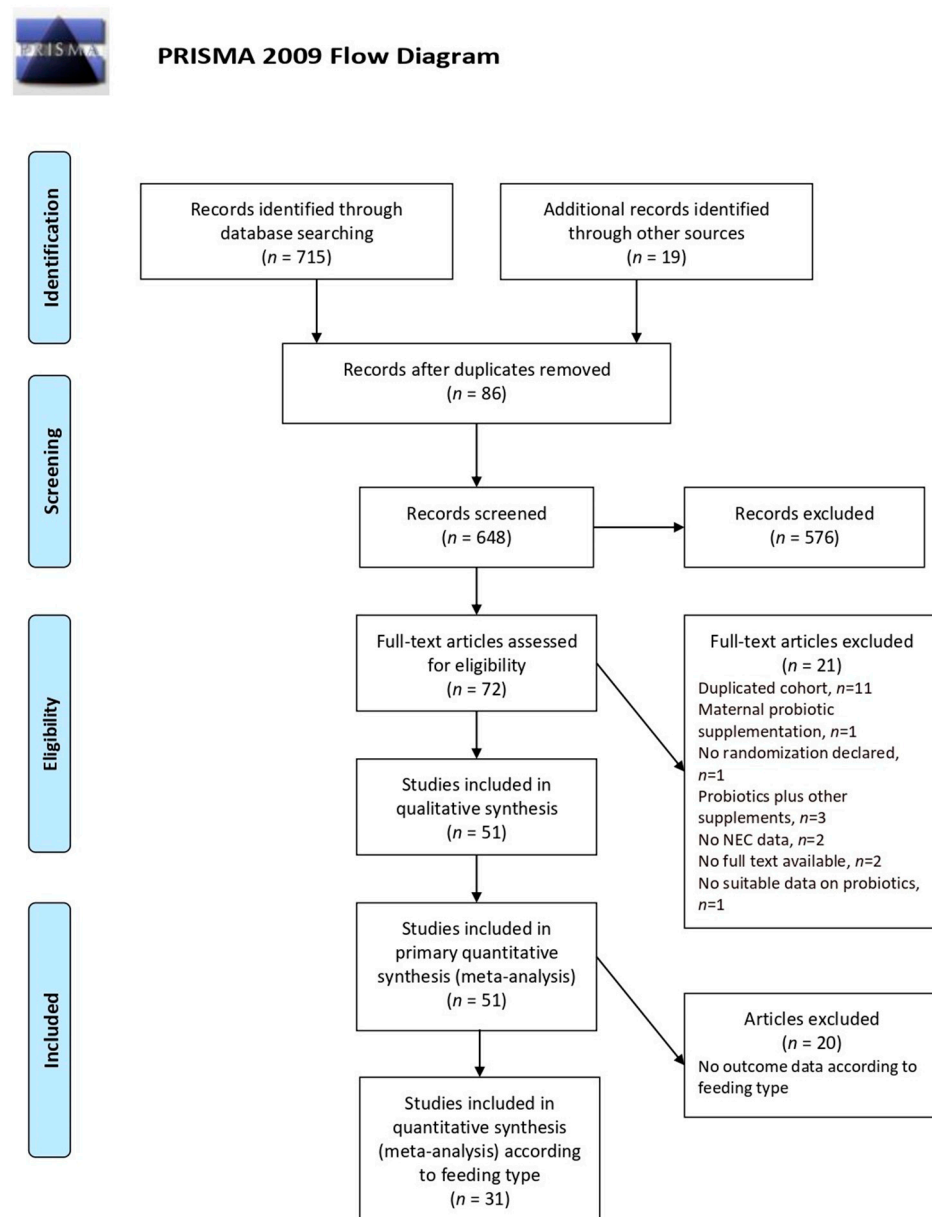 PRISMA
PRISMA 2009 Flow Diagram
Identification
Records identified through
database searching
(n = 715)
Additional records identified
through other sources
(n = 19)
Records after duplicates removed
(n = 86)
Screening
Records screened
(n = 648)
Records excluded
(n = 576)
Eligibility
Full-text articles assessed
for eligibility
(n = 72)
Full-text articles excluded
(n = 21)
Duplicated cohort, n=11
Maternal probiotic
supplementation, n=1
No randomization declared,
n=1
Probiotics plus other
supplements, n=3
No NEC data, n=2
No full text available, n=2
No suitable data on probiotics,
n=1
Studies included in
qualitative synthesis
(n = 51)
Included
Studies included in
primary quantitative
synthesis (meta-analysis)
(n = 51)
Articles excluded
(n = 20)
No outcome data according to
feeding type
Studies included in
quantitative synthesis
(meta-analysis) according
to feeding type
(n = 31)